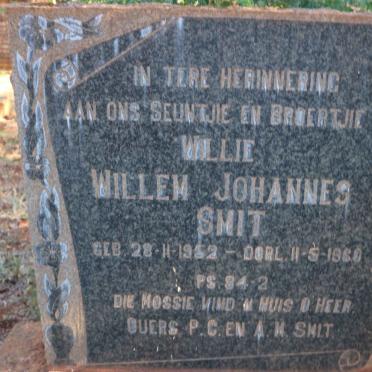 IN TERE HERINNERING
AAN ONS SEUNTJIE EN BROERTJIE
WILLIE
WILLEM JOHANNES
SMIT
GEB. 28-11-1952 - OORL. 11-5-1960
PS. 84-2
DIE MOSSIE VIND 'N HUIS O HEER
OUERS. P.C. EN A.M. SMIT